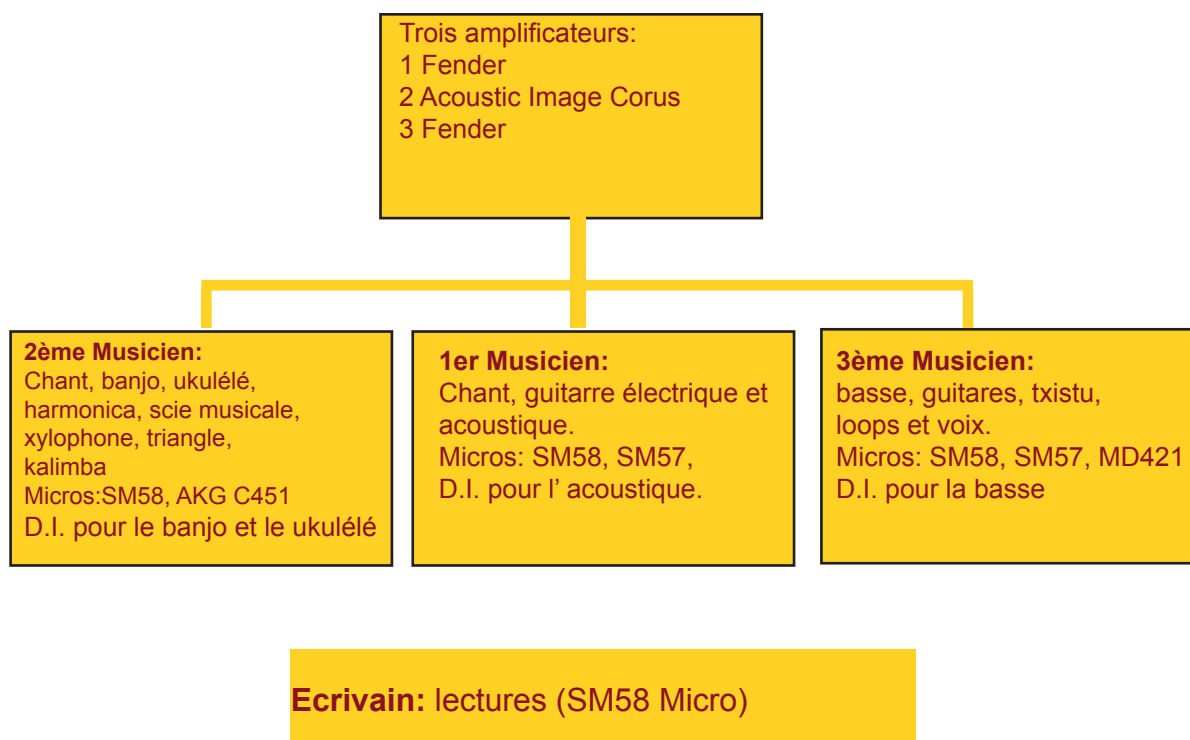 Trois amplificateurs:
1 Fender
2 Acoustic Image Corus
3 Fender
2ème Musicien:
Chant, banjo, ukulélé,
harmonica, scie musicale,
xylophone, triangle,
kalimba
Micros:SM58, AKG C451
D.I. pour le banjo et le ukulélé
1er Musicien:
Chant, guitarre électrique et
acoustique.
Micros: SM58, SM57,
D.I. pour l' acoustique.
3ème Musicien:
basse, guitares, txistu,
loops et voix.
Micros: SM58, SM57, MD421
D.I. pour la basse
Ecrivain: lectures (SM58 Micro)